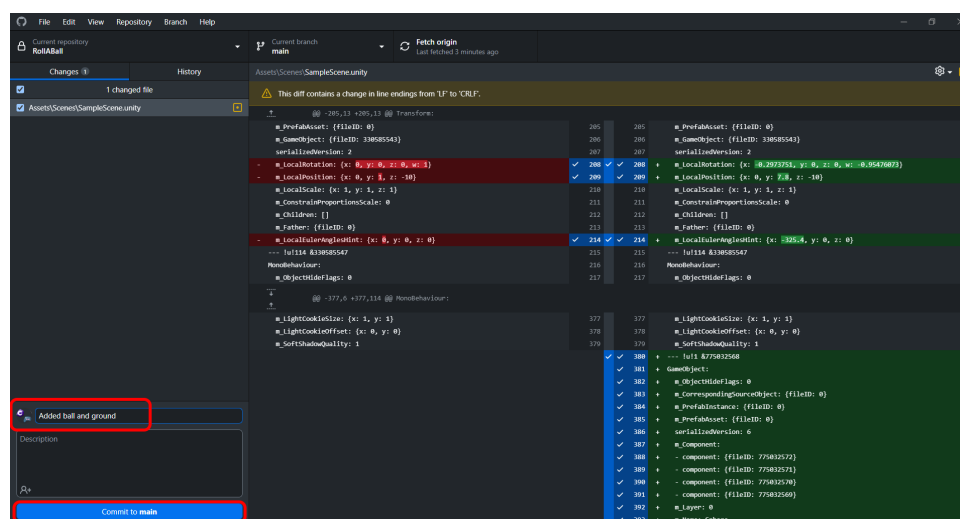 File Edit View Repository Branch Help
Current repository
RollABall
Current branch
main
Fetch origin
Last fetched 3 minutes ago
Changes 1
History
Assets\Scenes\SampleScene.unity
1 changed file
Assets\Scenes\SampleScene.unity
This diff contains a change in line endings from 'LF' to 'CRLF'.
@@ -205,13 +205,13 @@ Transform:
m_PrefabAsset: {fileID: 0} 205 205 m_PrefabAsset: {fileID: 0}
m_GameObject: {fileID: 330585543} 206 206 m_GameObject: {fileID: 330585543}
serializedVersion: 2 207 207 serializedVersion: 2
- m_LocalRotation: {x: 0, y: 0, z: 0, w: 1} 208 208 + m_LocalRotation: {x: -0.2973751, y: 0, z: 0, w: -0.95476073}
- m_LocalPosition: {x: 0, y: 1, z: -10} 209 209 + m_LocalPosition: {x: 0, y: 7.8, z: -10}
m_LocalScale: {x: 1, y: 1, z: 1} 210 210 m_LocalScale: {x: 1, y: 1, z: 1}
m_ConstrainProportionsScale: 0 211 211 m_ConstrainProportionsScale: 0
m_Children: [] 212 212 m_Children: []
m_Father: {fileID: 0} 213 213 m_Father: {fileID: 0}
- m_LocalEulerAnglesHint: {x: 0, y: 0, z: 0} 214 214 + m_LocalEulerAnglesHint: {x: -325.4, y: 0, z: 0}
--- !u!114 &330585547 215 215 --- !u!114 &330585547
MonoBehaviour: 216 216 MonoBehaviour:
m_ObjectHideFlags: 0 217 217 m_ObjectHideFlags: 0
@@ -377,6 +377,114 @@ MonoBehaviour:
m_LightCookieSize: {x: 1, y: 1} 377 377 m_LightCookieSize: {x: 1, y: 1}
m_LightCookieOffset: {x: 0, y: 0} 378 378 m_LightCookieOffset: {x: 0, y: 0}
m_SoftShadowQuality: 1 379 379 m_SoftShadowQuality: 1
380 + --- !u!1 &775032568
381 + GameObject:
382 + m_ObjectHideFlags: 0
383 + m_CorrespondingSourceObject: {fileID: 0}
384 + m_PrefabInstance: {fileID: 0}
385 + m_PrefabAsset: {fileID: 0}
386 + serializedVersion: 6
387 + m_Component:
388 + - component: {fileID: 775032572}
389 + - component: {fileID: 775032571}
390 + - component: {fileID: 775032570}
391 + - component: {fileID: 775032569}
392 + m_Layer: 0
Added ball and ground
Description
Commit to main